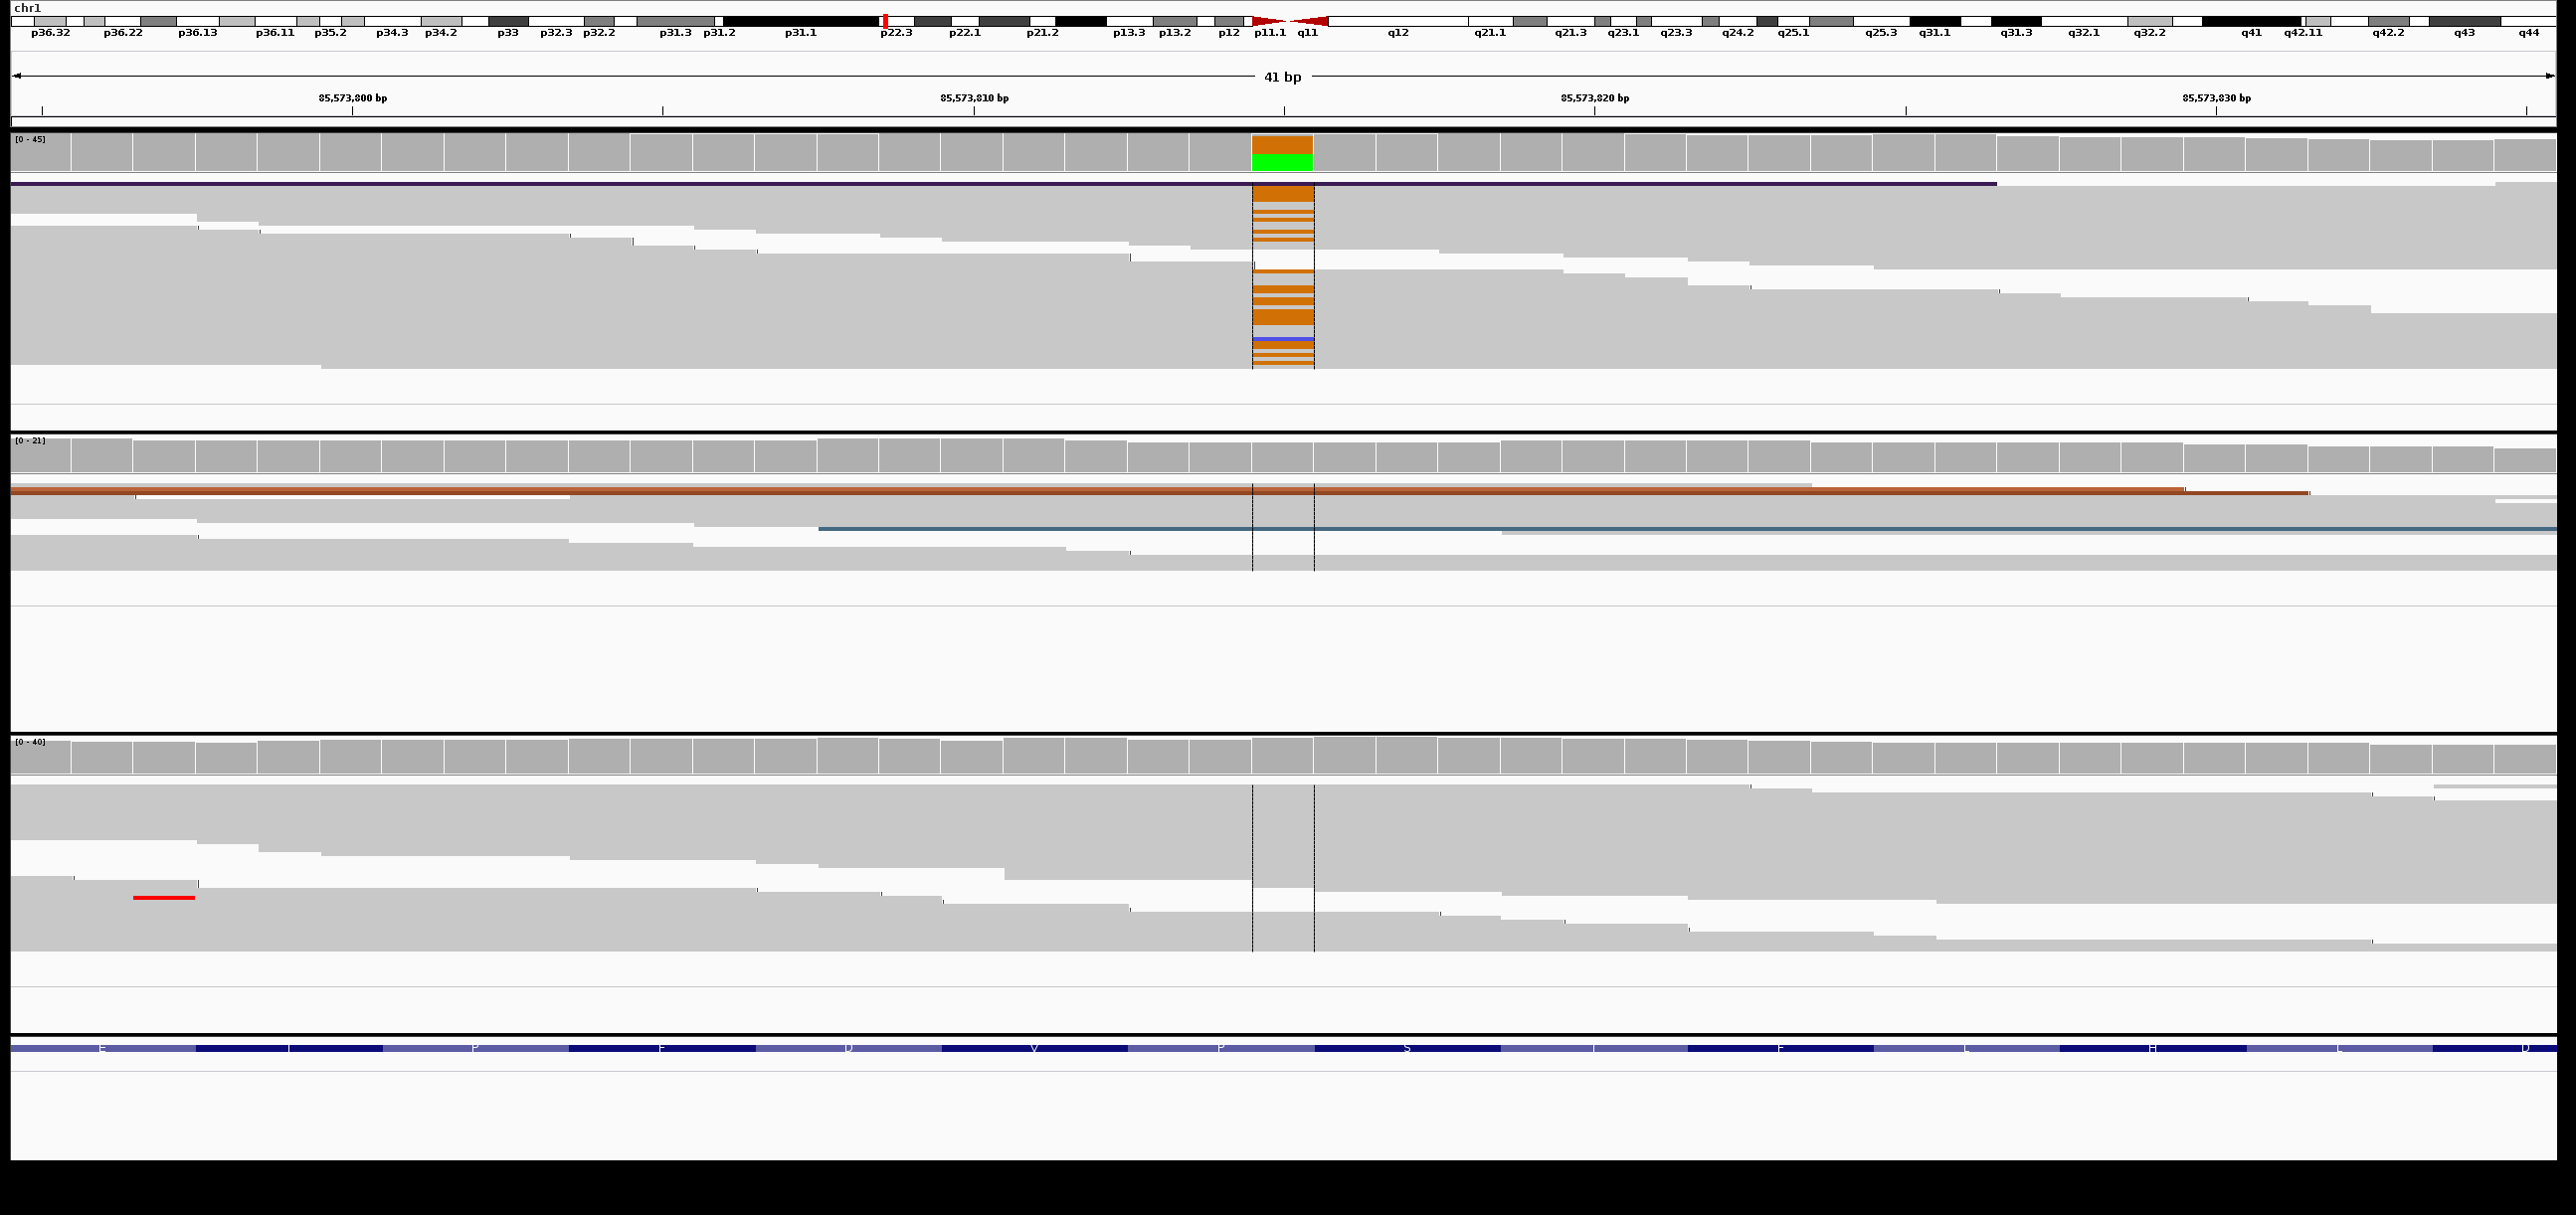 chr1
p36.32 p36.22 p36.13 p36.11 p35.2 p34.3 p34.2 p33 p32.3 p32.2 p31.3 p31.2 p31.1 p22.3 p22.1 p21.2 p13.3 p13.2 p12 p11.1 q11 q12 q21.1 q21.3 q23.1 q23.3 q24.2 q25.1 q25.3 q31.1 q31.3 q32.1 q32.2 q41 q42.11 q42.2 q43 q44
41 bp
85,573,800 bp 85,573,810 bp 85,573,820 bp 85,573,830 bp
[0 - 45]
[0 - 21]
[0 - 40]
E I P F D V P S I F L H L D